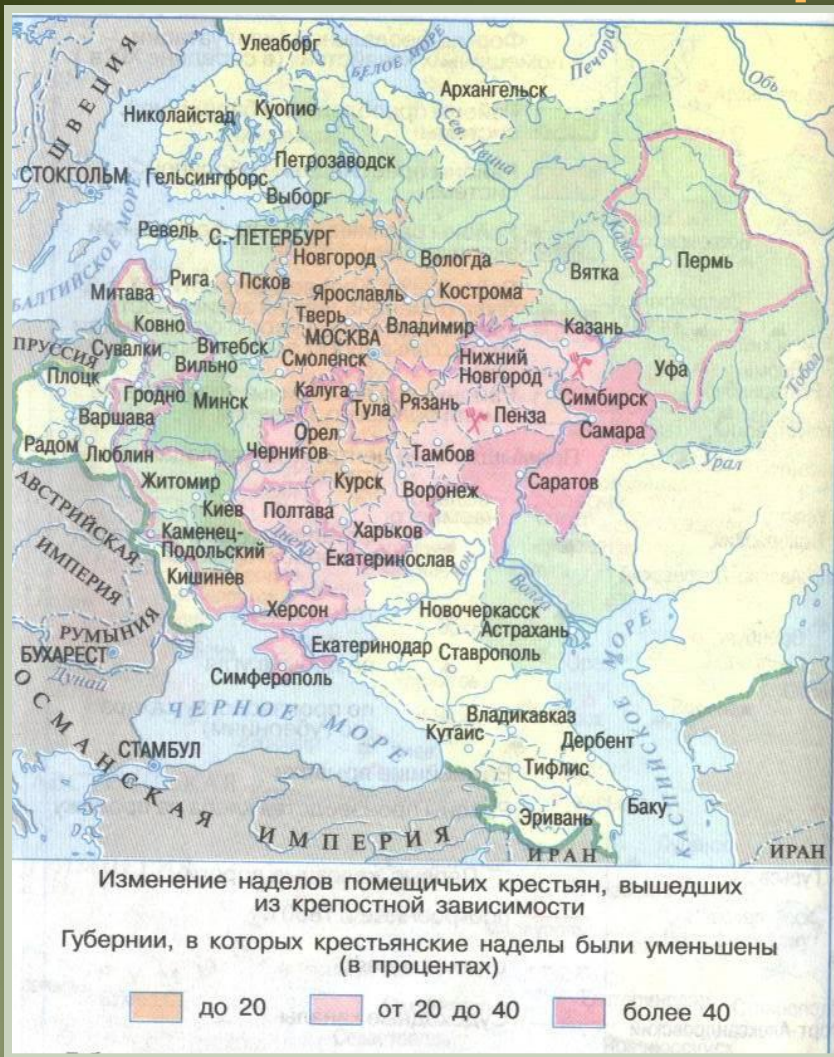 Улеаборг
БЕЛОЕ МОРЕ
Печора
Обь
ШВЕЦИЯ
Архангельск
Николайстад
Куопио
Сев. Двина
Петрозаводск
СТОКГОЛЬМ
Гельсингфорс
Выборг
Кама
Ревель
С.-ПЕТЕРБУРГ
БАЛТИЙСКОЕ МОРЕ
Новгород
Вологда
Вятка
Пермь
Рига
Псков
Ярославль
Кострома
Митава
Тверь
Ковно
МОСКВА
Владимир
Казань
ПРУССИЯ
Сувалки
Витебск
Смоленск
Нижний
Новгород
Уфа
Тобол
Плоцк
Вильно
Гродно
Минск
Калуга
Тула
Рязань
Симбирск
Варшава
Пенза
Самара
Радом
Люблин
Орел
Чернигов
Тамбов
Урал
Житомир
Курск
Воронеж
Саратов
АВСТРИЙСКАЯ
ИМПЕРИЯ
Киев
Полтава
Каменец-
Подольский
Днепр
Харьков
Екатеринослав
Дон
Волга
Кишинев
Херсон
Новочеркасск
РУМЫНИЯ
Астрахань
БУХАРЕСТ
Екатеринодар
Ставрополь
Дунай
Симферополь
ЧЕРНОЕ МОРЕ
Владикавказ
КАСПИЙСКОЕ МОРЕ
Кутаис
Дербент
СТАМБУЛ
Тифлис
Баку
Эривань
ОСМАНСКАЯ ИМПЕРИЯ
ИРАН
ИРАН
Изменение наделов помещичьих крестьян, вышедших
из крепостной зависимости
Губернии, в которых крестьянские наделы были уменьшены
(в процентах)
до 20
от 20 до 40
более 40